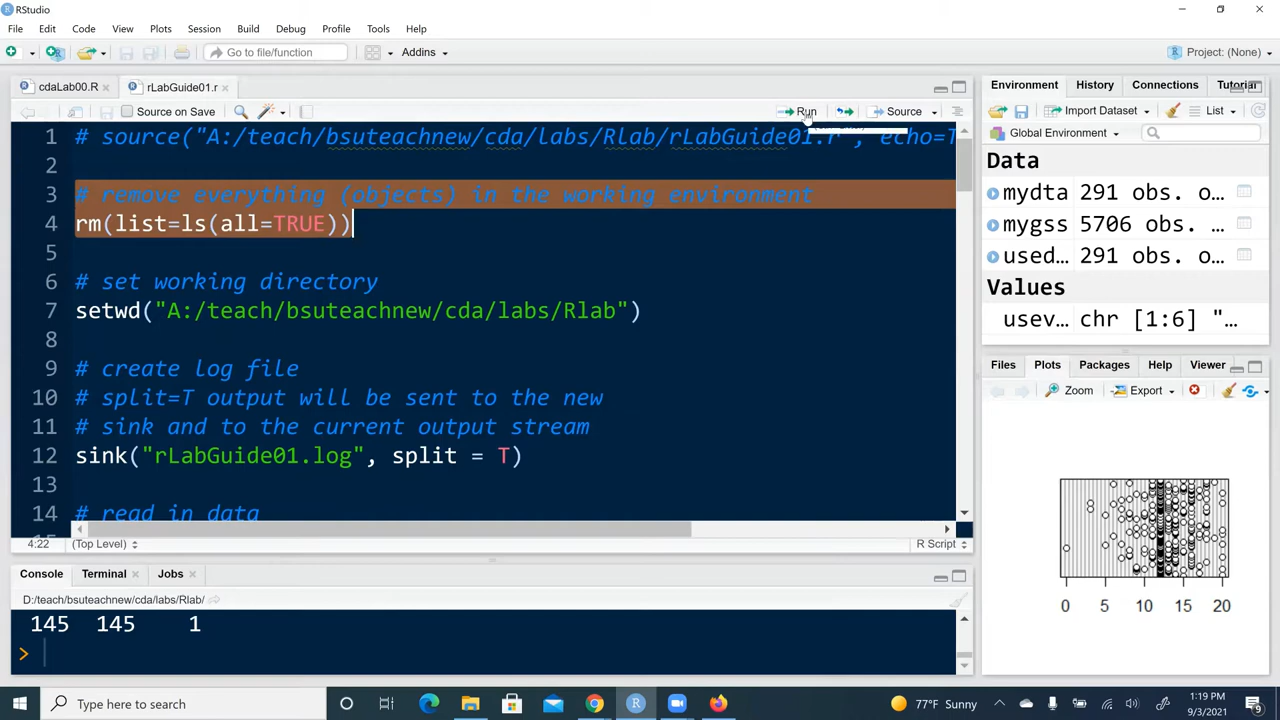 RStudio
File Edit Code View Plots Session Build Debug Profile Tools Help
Go to file/function Addins Project: (None)
cdaLab00.R rLabGuide01.r
Source on Save Run Source
1 # source("A:/teach/bsuteachnew/cda/labs/Rlab/rLabGuide01.r", echo=T
2
3 # remove everything (objects) in the working environment
4 rm(list=ls(all=TRUE))
5
6 # set working directory
7 setwd("A:/teach/bsuteachnew/cda/labs/Rlab")
8
9 # create log file
10 # split=T output will be sent to the new
11 # sink and to the current output stream
12 sink("rLabGuide01.log", split = T)
13
14 # read in data
4:22 (Top Level) R Script
Console Terminal Jobs
D:/teach/bsuteachnew/cda/labs/Rlab/
145 145 1
>
Environment History Connections Tutorial
Import Dataset List
Global Environment
Data
mydta 291 obs. o…
mygss 5706 obs. …
used… 291 obs. o…
Values
usev… chr [1:6] "…
Files Plots Packages Help Viewer
Zoom Export
0 5 10 15 20
Type here to search
77°F Sunny
1:19 PM
9/3/2021
9